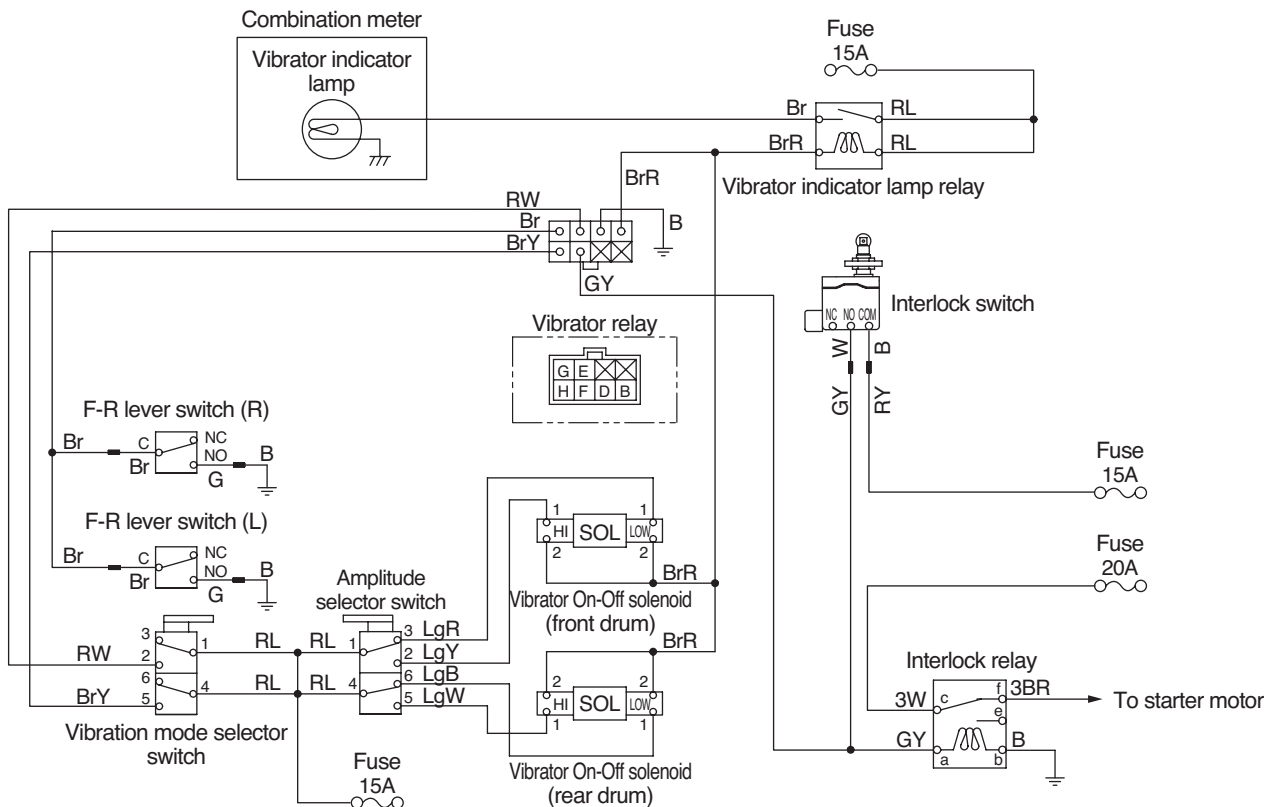 Combination meter
Vibrator indicator
lamp
Fuse
15A
Br
RL
BrR
RL
Vibrator indicator lamp relay
BrR
RW
Br
BrY
B
GY
Vibrator relay
G E
H F D B
Interlock switch
NC NO COM
W
B
GY
RY
Fuse
15A
Fuse
20A
F-R lever switch (R)
Br
C
NC
NO
Br
G
B
F-R lever switch (L)
Br
C
NC
NO
Br
G
B
Amplitude
selector switch
1
1
HI SOL LOW
2
2
BrR
Vibrator On-Off solenoid
(front drum)
BrR
2
2
HI SOL LOW
1
1
Vibrator On-Off solenoid
(rear drum)
3
1
2
6
4
5
RW
BrY
RL
RL
RL
RL
Vibration mode selector
switch
1
3
2
4
6
5
LgR
LgY
LgB
LgW
Fuse
15A
Interlock relay
3W
c
f
3BR
To starter motor
e
GY
a
b
B